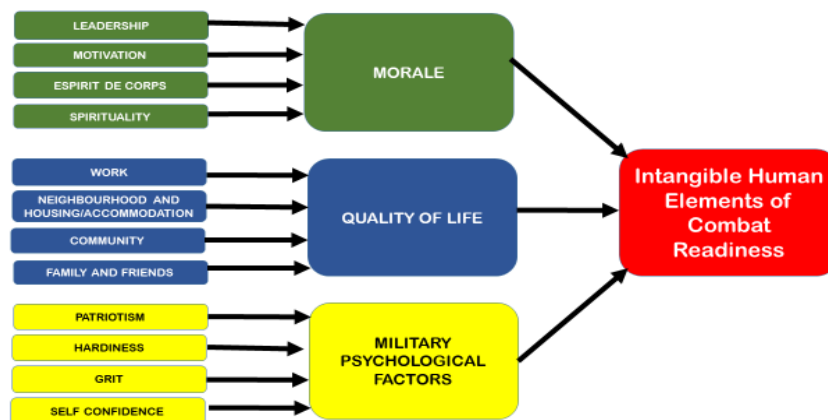 LEADERSHIP
MOTIVATION
ESPIRIT DE CORPS
SPIRITUALITY
MORALE
WORK
NEIGHBOURHOOD AND
HOUSING/ACCOMMODATION
COMMUNITY
FAMILY AND FRIENDS
QUALITY OF LIFE
PATRIOTISM
HARDINESS
GRIT
SELF CONFIDENCE
MILITARY
PSYCHOLOGICAL
FACTORS
Intangible Human
Elements of
Combat
Readiness